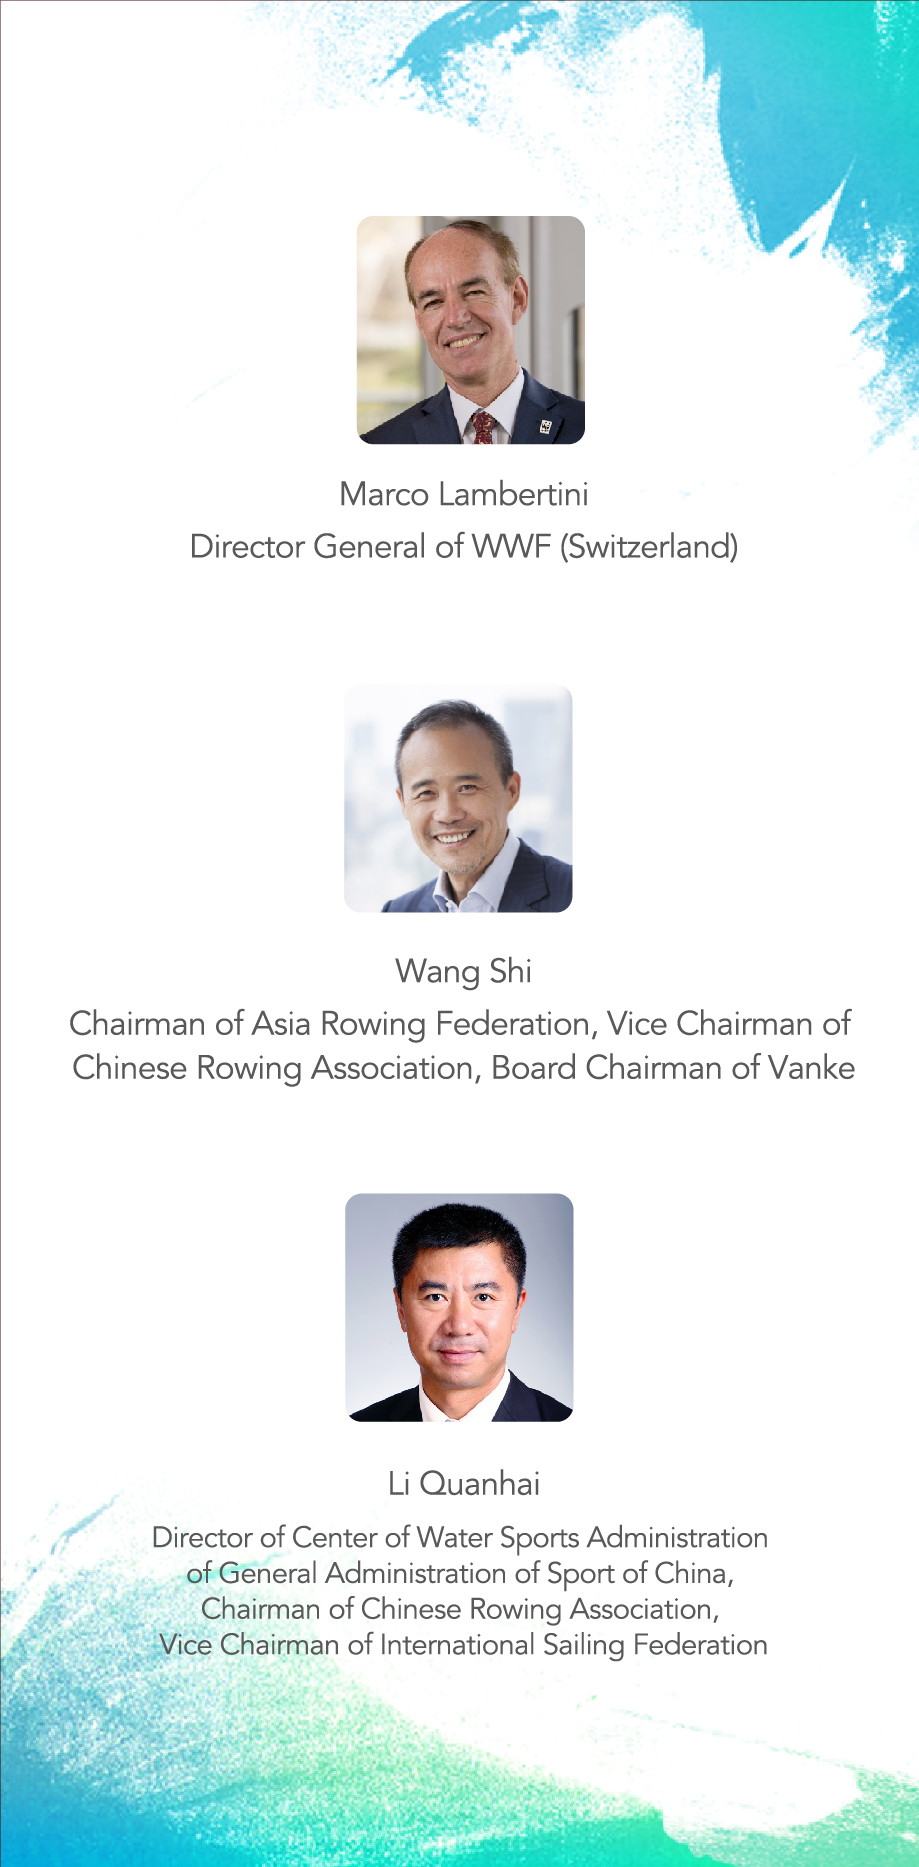 Marco Lambertini
Director General of WWF (Switzerland)
Wang Shi
Chairman of Asia Rowing Federation, Vice Chairman of
Chinese Rowing Association, Board Chairman of Vanke
Li Quanhai
Director of Center of Water Sports Administration
of General Administration of Sport of China,
Chairman of Chinese Rowing Association,
Vice Chairman of International Sailing Federation